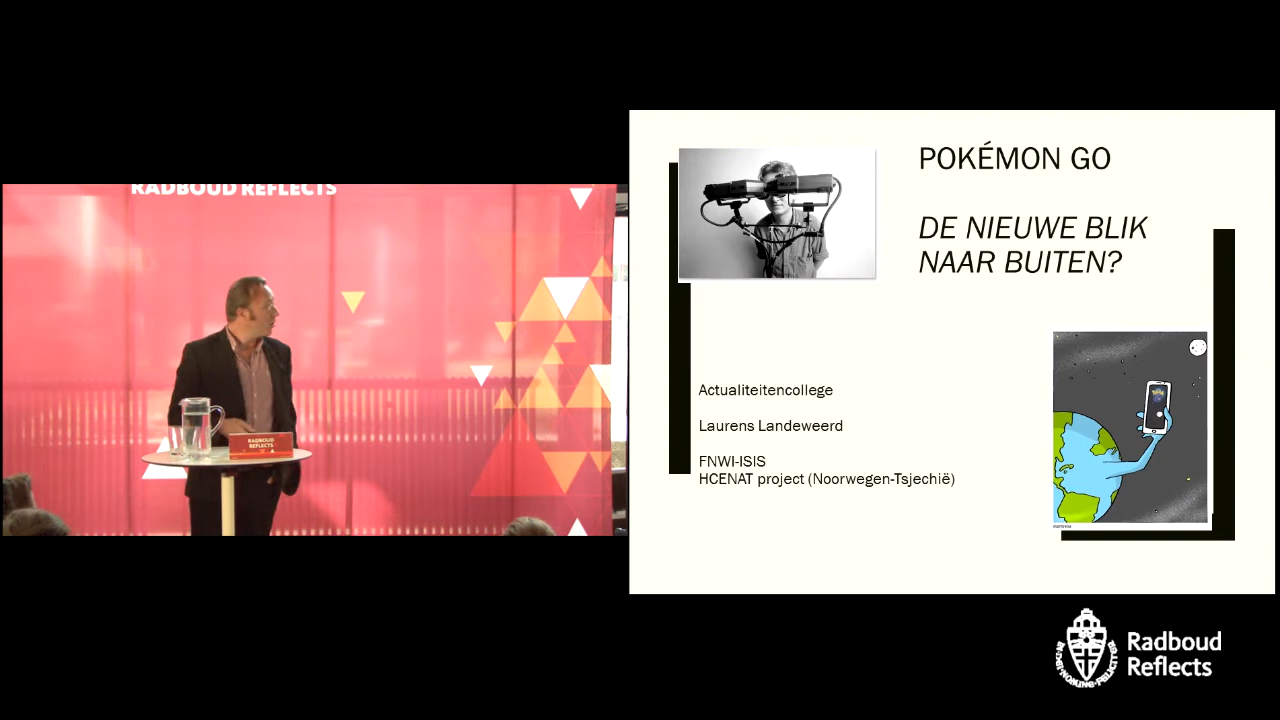 RADBOUD REFLECTS
RADBOUD
REFLECTS
POKÉMON GO
DE NIEUWE BLIK
NAAR BUITEN?
Actualiteitencollege
Laurens Landeweerd
FNWI-ISIS
HCENAT project (Noorwegen-Tsjechië)
Radboud
Reflects